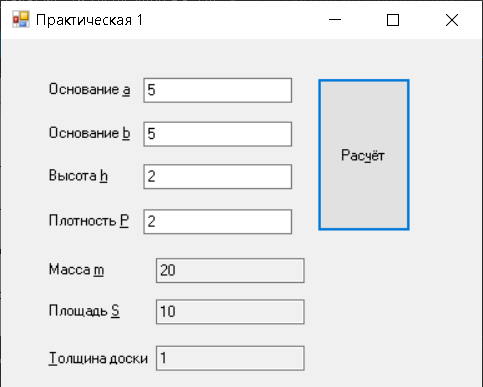 Практическая 1
Основание a 5
Основание b 5
Высота h 2
Плотность P 2
Расчёт
Масса m 20
Площадь S 10
Толщина доски 1